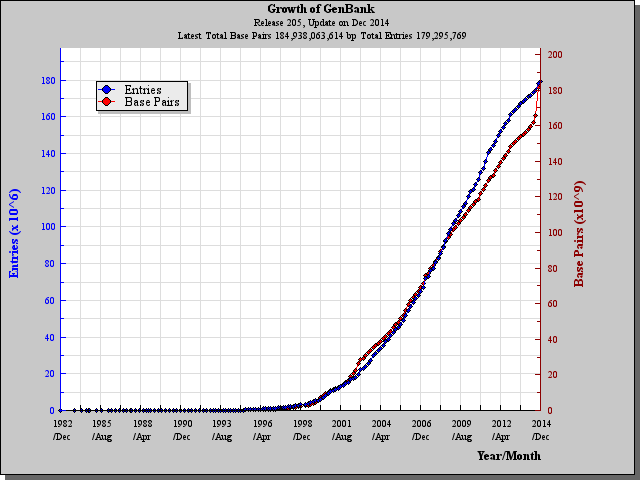 Growth of GenBank
Release 205, Update on Dec 2014
Latest Total Base Pairs 184,938,063,614 bp Total Entries 179,295,769
Entries
Base Pairs
Entries (x 10^6)
180
160
140
120
100
80
60
40
20
0
Base Pairs (x10^9)
200
180
160
140
120
100
80
60
40
20
0
1982 1985 1988 1990 1993 1996 1998 2001 2004 2006 2009 2012 2014
/Dec /Aug /Apr /Dec /Aug /Apr /Dec /Aug /Apr /Dec /Aug /Apr /Dec
Year/Month